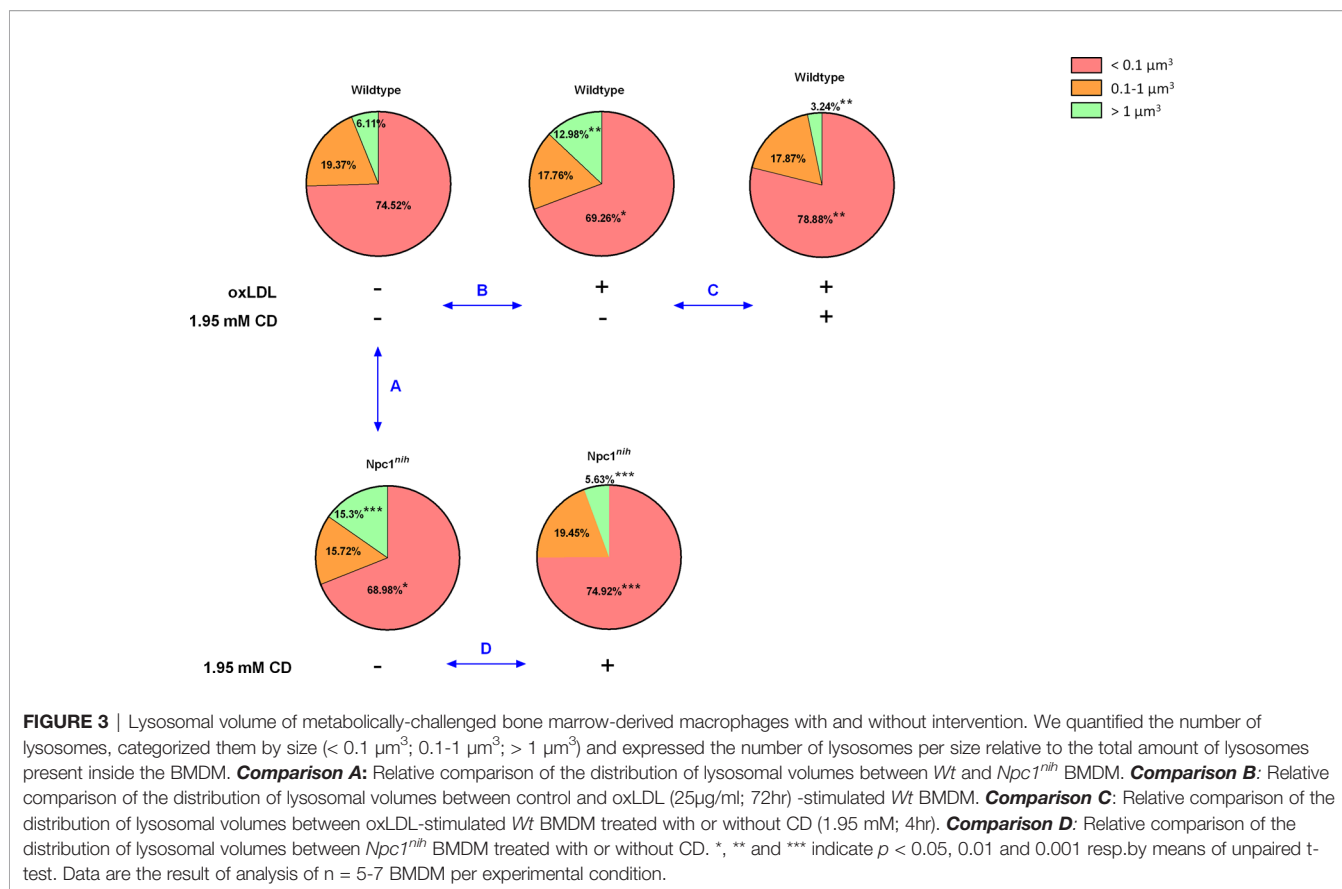 < 0.1 µm³
0.1-1 µm³
> 1 µm³
Wildtype
6.11%
19.37%
74.52%
Wildtype
12.98%**
17.76%
69.26%*
Wildtype
3.24%**
17.87%
78.88%**
oxLDL - B + C +
1.95 mM CD - - +
A
Npc1nih
15.3%***
15.72%
68.98%*
Npc1nih
5.63%***
19.45%
74.92%***
1.95 mM CD - D +
FIGURE 3 | Lysosomal volume of metabolically-challenged bone marrow-derived macrophages with and without intervention. We quantified the number of
lysosomes, categorized them by size (< 0.1 µm³; 0.1-1 µm³; > 1 µm³) and expressed the number of lysosomes per size relative to the total amount of lysosomes
present inside the BMDM. Comparison A: Relative comparison of the distribution of lysosomal volumes between Wt and Npc1nih BMDM. Comparison B: Relative
comparison of the distribution of lysosomal volumes between control and oxLDL (25µg/ml; 72hr) -stimulated Wt BMDM. Comparison C: Relative comparison of the
distribution of lysosomal volumes between oxLDL-stimulated Wt BMDM treated with or without CD (1.95 mM; 4hr). Comparison D: Relative comparison of the
distribution of lysosomal volumes between Npc1nih BMDM treated with or without CD. *, ** and *** indicate p < 0.05, 0.01 and 0.001 resp.by means of unpaired t-
test. Data are the result of analysis of n = 5-7 BMDM per experimental condition.